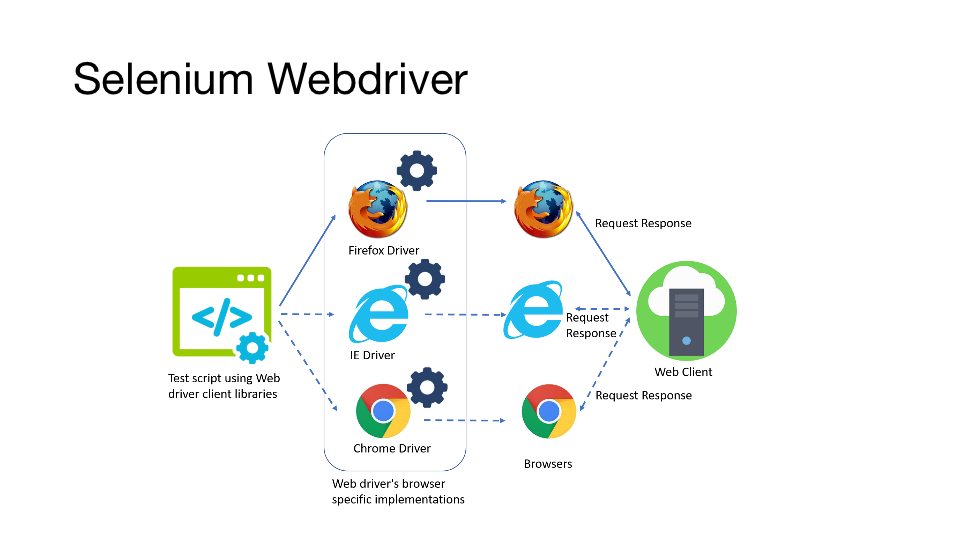 Selenium Webdriver
Firefox Driver
Request Response
</>
IE Driver
Request
Response
Test script using Web
driver client libraries
Web Client
Request Response
Chrome Driver
Browsers
Web driver's browser
specific implementations